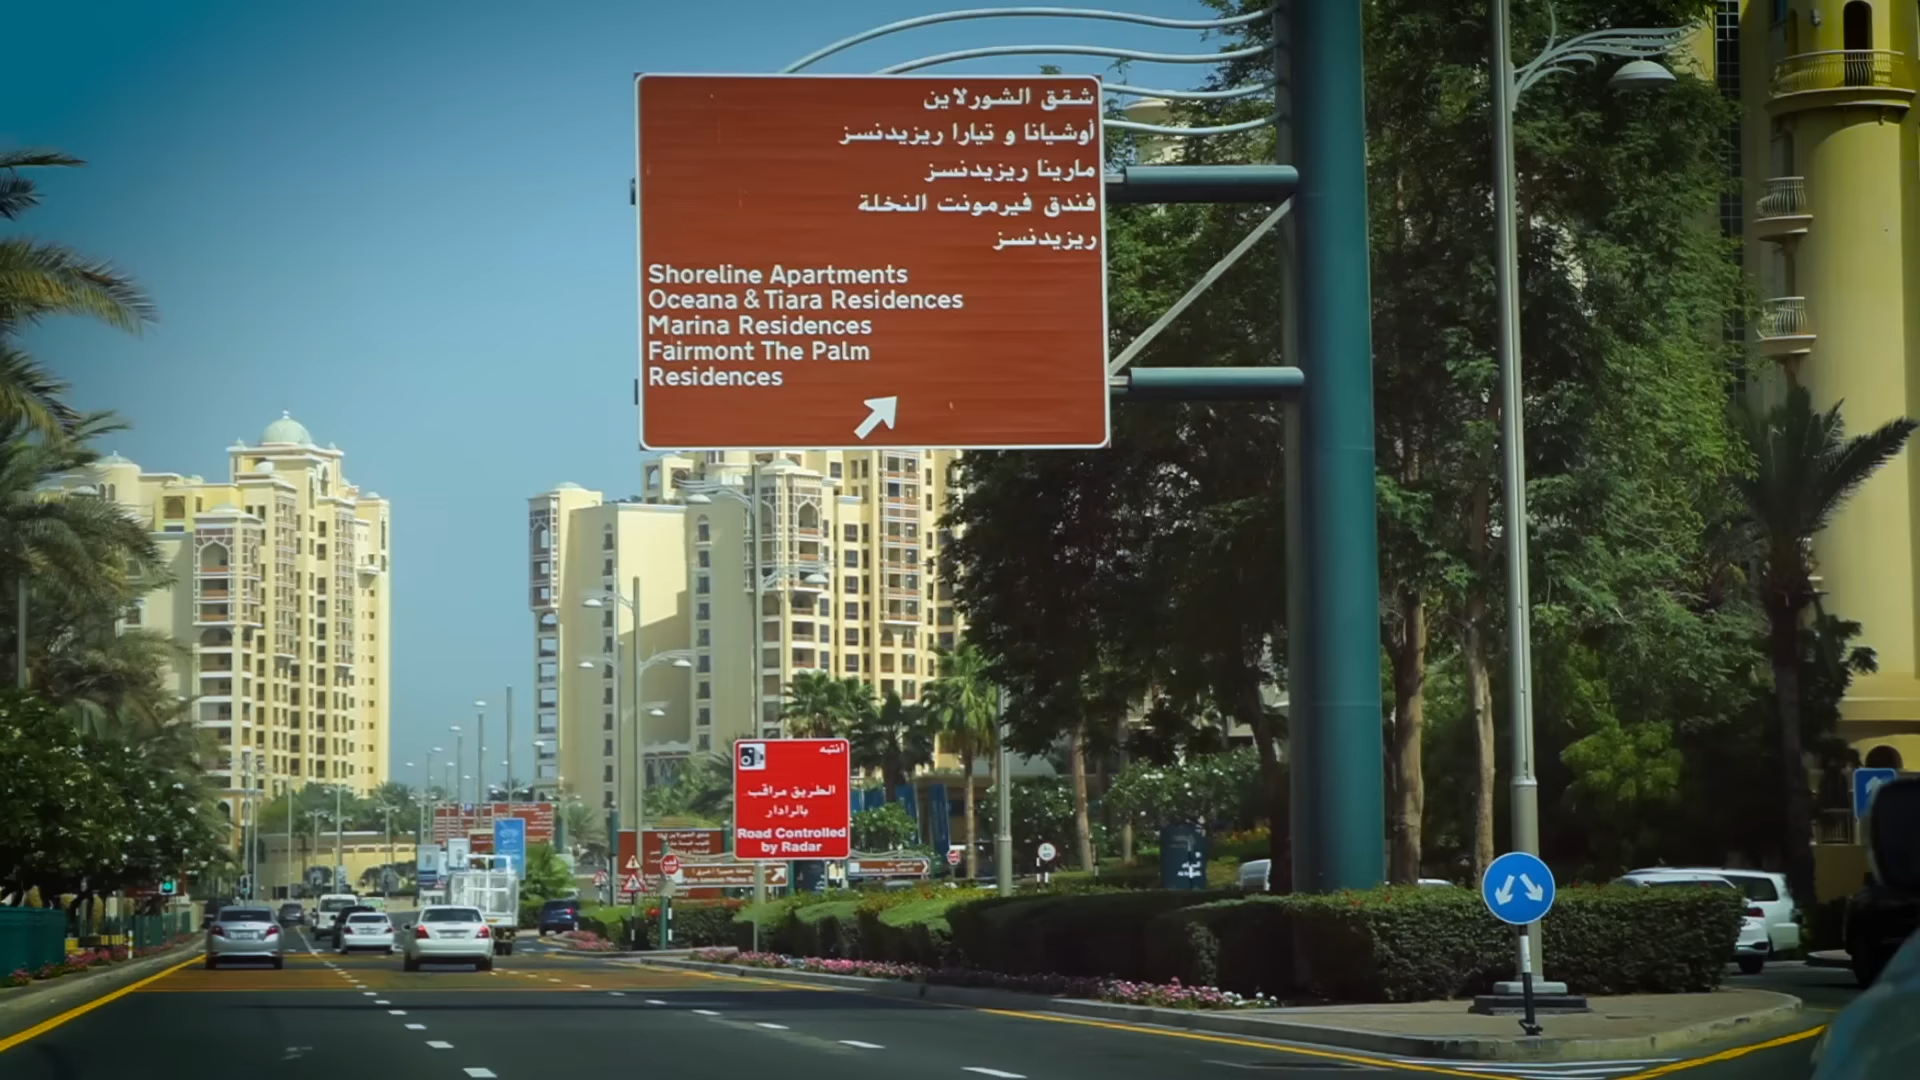 شقق الشورلاين
أوشيانا و تيارا ريزيدنسز
مارينا ريزيدنسز
فندق فيرمونت النخلة
ريزيدنسز
Shoreline Apartments
Oceana & Tiara Residences
Marina Residences
Fairmont The Palm
Residences
انتبه
الطريق مراقب
بالرادار
Road Controlled
by Radar